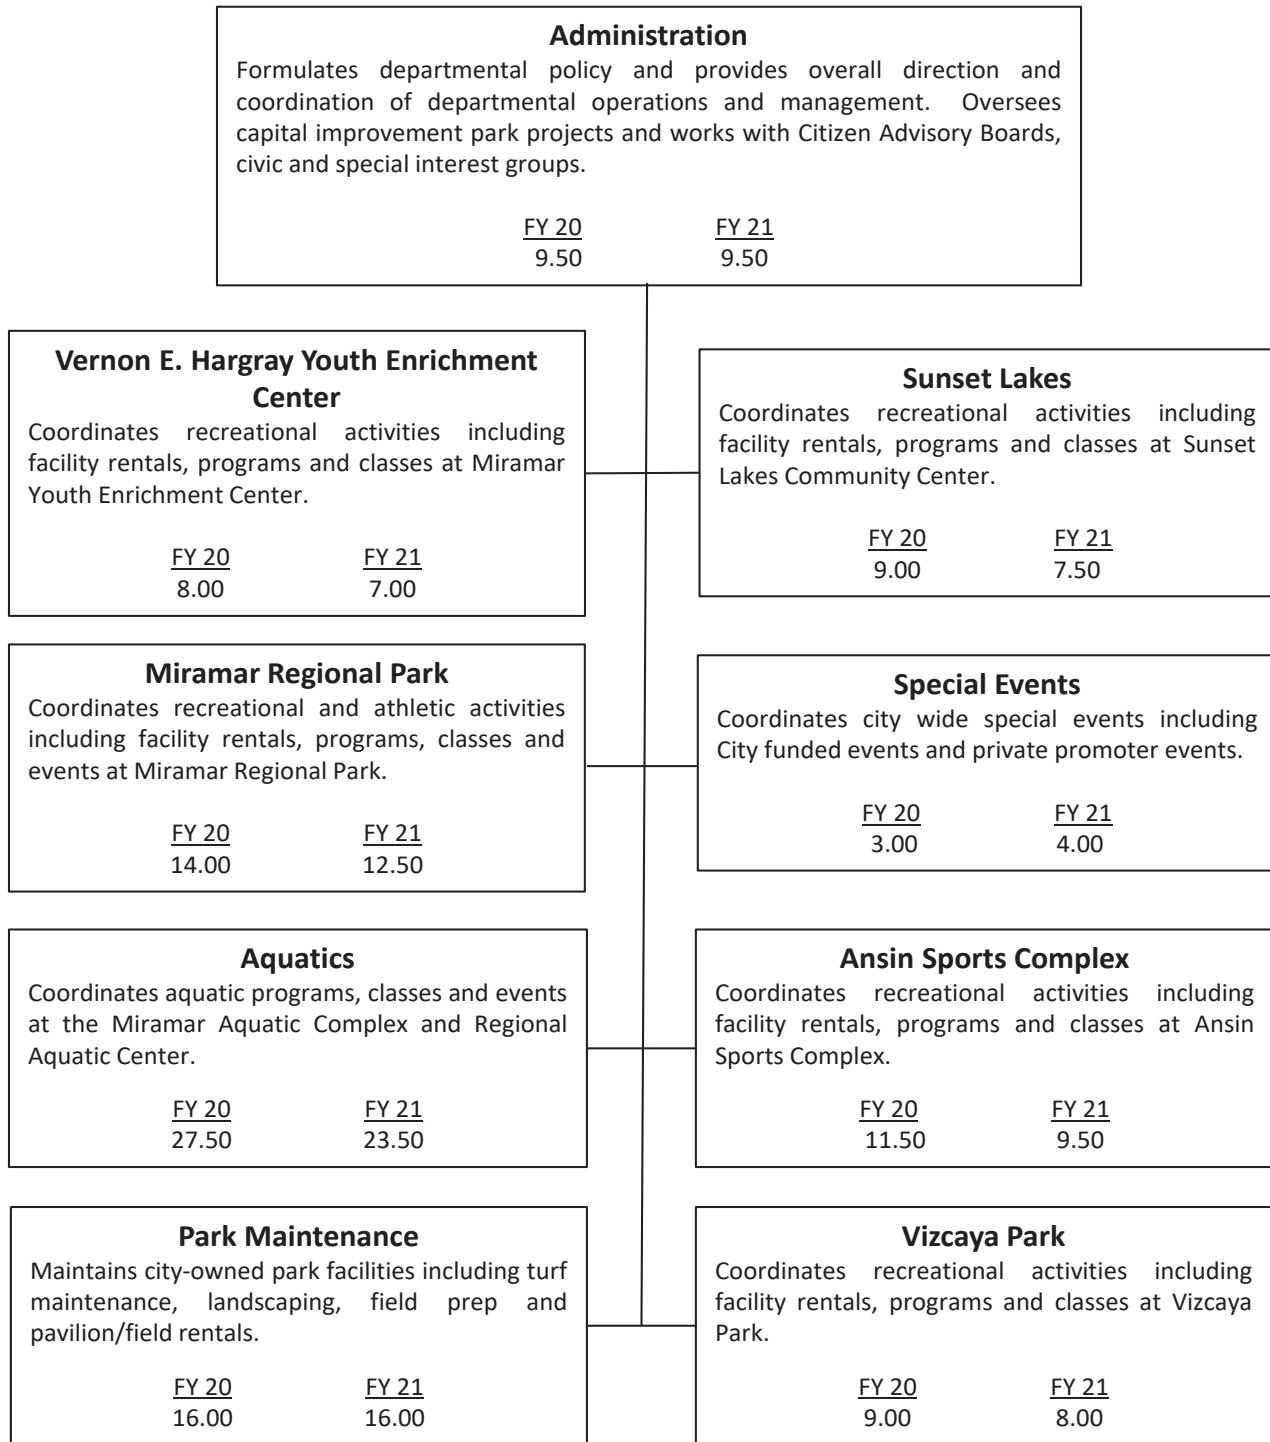 Administration
Formulates departmental policy and provides overall direction and
coordination of departmental operations and management. Oversees
capital improvement park projects and works with Citizen Advisory Boards,
civic and special interest groups.
FY 20 FY 21
9.50 9.50
Vernon E. Hargray Youth Enrichment
Center
Coordinates recreational activities including
facility rentals, programs and classes at Miramar
Youth Enrichment Center.
FY 20 FY 21
8.00 7.00
Sunset Lakes
Coordinates recreational activities including
facility rentals, programs and classes at Sunset
Lakes Community Center.
FY 20 FY 21
9.00 7.50
Miramar Regional Park
Coordinates recreational and athletic activities
including facility rentals, programs, classes and
events at Miramar Regional Park.
FY 20 FY 21
14.00 12.50
Special Events
Coordinates city wide special events including
City funded events and private promoter events.
FY 20 FY 21
3.00 4.00
Aquatics
Coordinates aquatic programs, classes and events
at the Miramar Aquatic Complex and Regional
Aquatic Center.
FY 20 FY 21
27.50 23.50
Ansin Sports Complex
Coordinates recreational activities including
facility rentals, programs and classes at Ansin
Sports Complex.
FY 20 FY 21
11.50 9.50
Park Maintenance
Maintains city-owned park facilities including turf
maintenance, landscaping, field prep and
pavilion/field rentals.
FY 20 FY 21
16.00 16.00
Vizcaya Park
Coordinates recreational activities including
facility rentals, programs and classes at Vizcaya
Park.
FY 20 FY 21
9.00 8.00